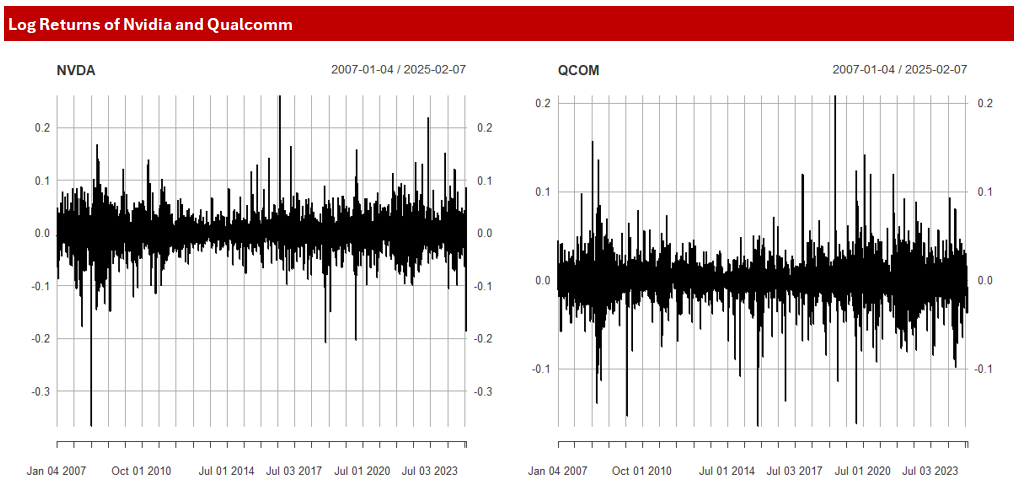 Log Returns of Nvidia and Qualcomm
NVDA 2007-01-04 / 2025-02-07
0.2 0.2
0.1 0.1
0.0 0.0
-0.1 -0.1
-0.2 -0.2
-0.3 -0.3
Jan 04 2007 Oct 01 2010 Jul 01 2014 Jul 03 2017 Jul 01 2020 Jul 03 2023
QCOM 2007-01-04 / 2025-02-07
0.2 0.2
0.1 0.1
0.0 0.0
-0.1 -0.1
Jan 04 2007 Oct 01 2010 Jul 01 2014 Jul 03 2017 Jul 01 2020 Jul 03 2023